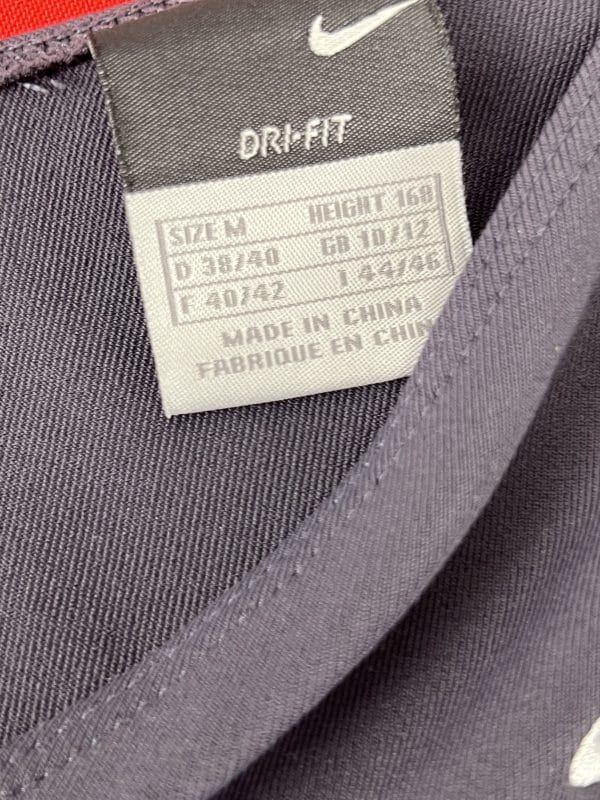 DRI-FIT
SIZE M HEIGHT 168
D 38/40 GB 10/12
F 40/42 I 44/46
MADE IN CHINA
FABRIQUE EN CHIN